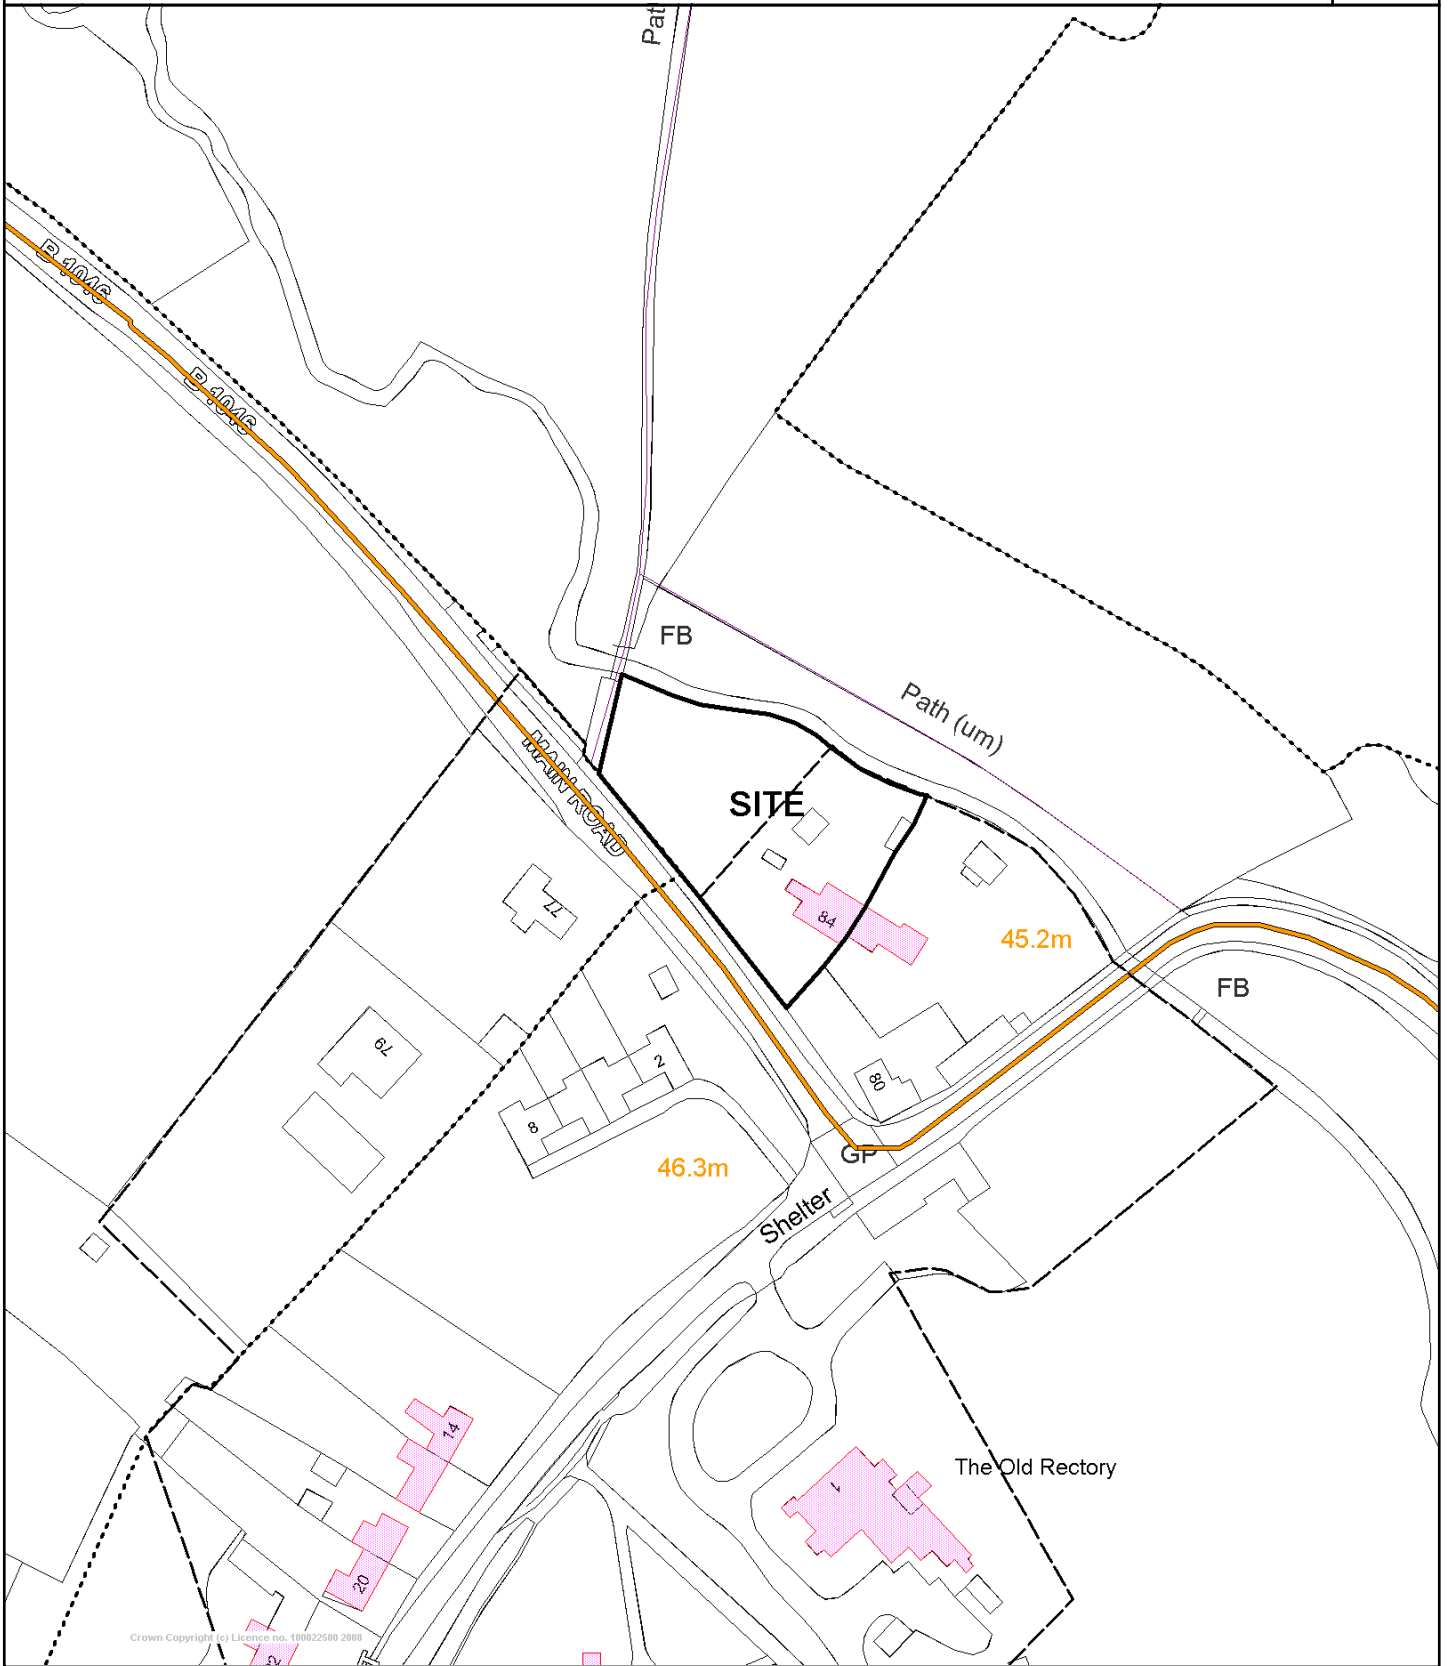 Pat
B 1046
B 1046
FB
Path (um)
MAIN ROAD
SITE
77
84
45.2m
FB
79
2
80
8
46.3m
GP
Shelter
14
The Old Rectory
1
20
Crown Copyright (c) Licence no. 100022500 2008